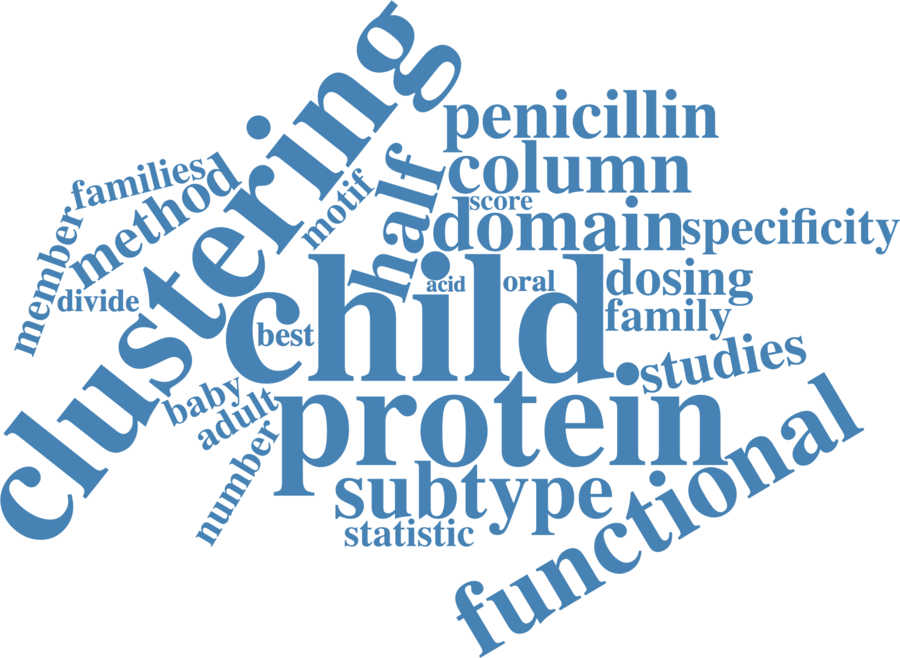 clustering
penicillin
column
families
method
motif
half
score
domain
specificity
member
divide
child
acid
oral
dosing
family
best
studies
baby
adult
protein
number
subtype
statistic
functional